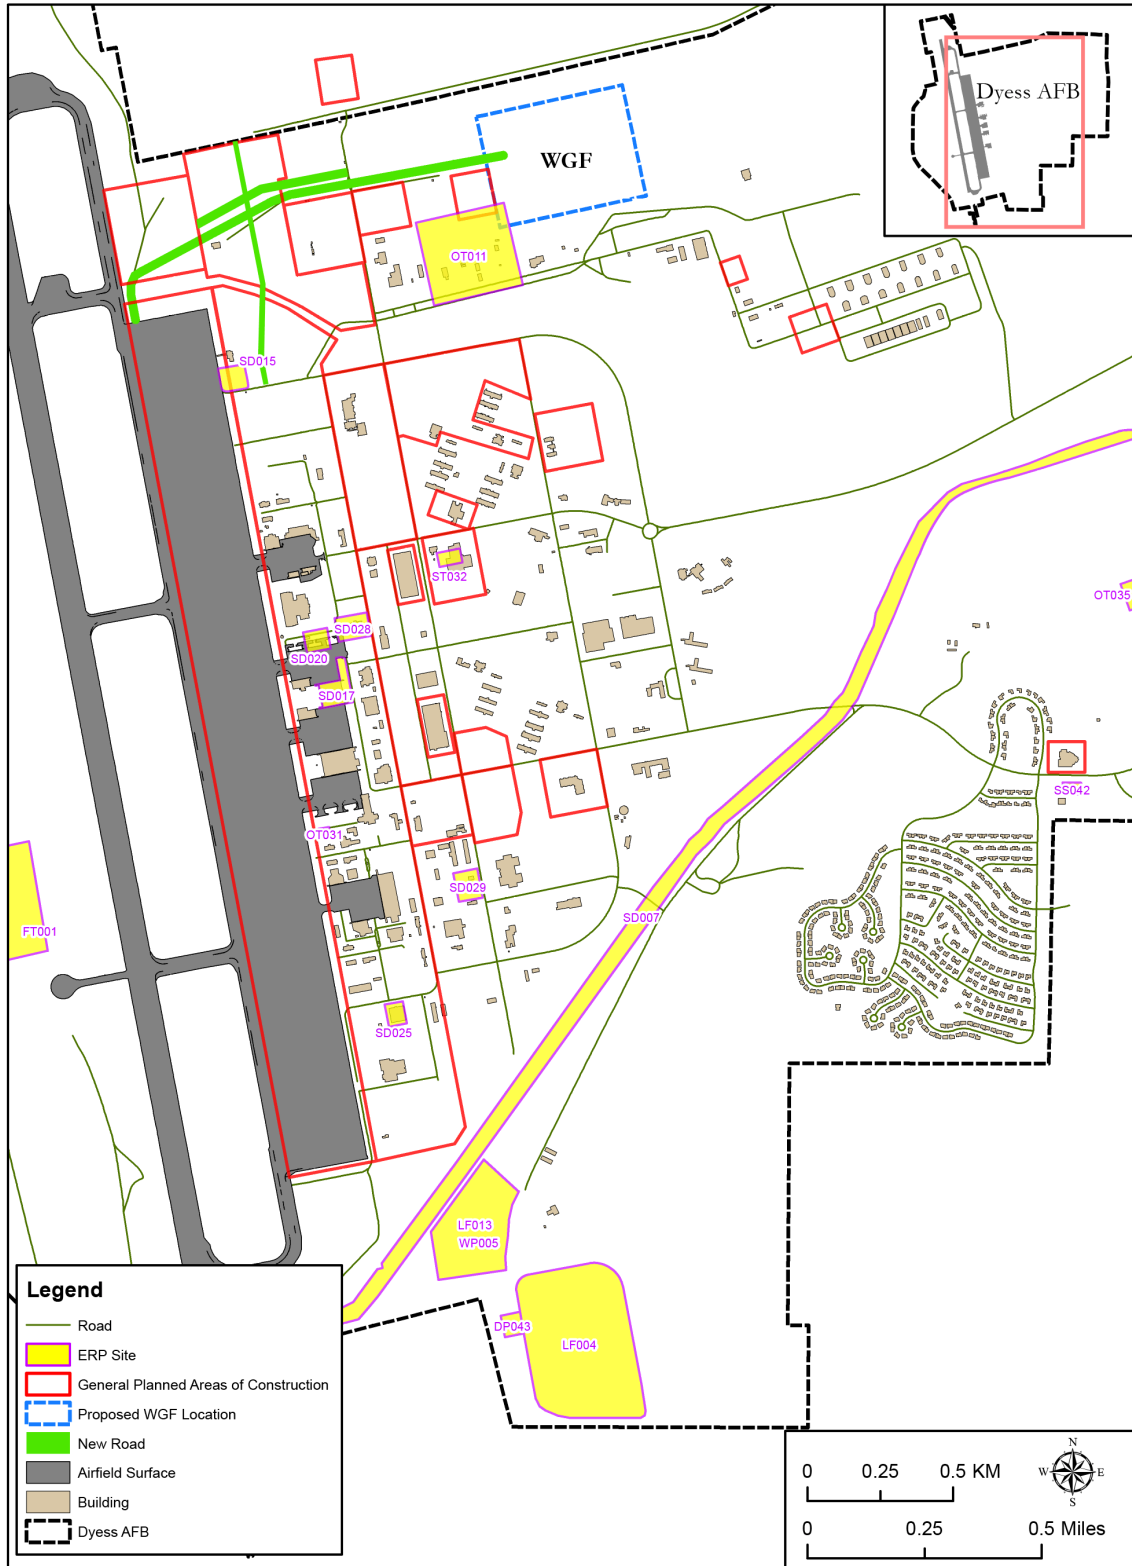 Dyess AFB
WGF
OT011
SD015
ST032
OT035
SD028
SD020
SD017
SS042
OT031
SD029
SD007
FT001
SD025
LF013
WP005
DP043
LF004
Legend
Road
ERP Site
General Planned Areas of Construction
Proposed WGF Location
New Road
Airfield Surface
Building
Dyess AFB
N
W E
S
0 0.25 0.5 KM
0 0.25 0.5 Miles